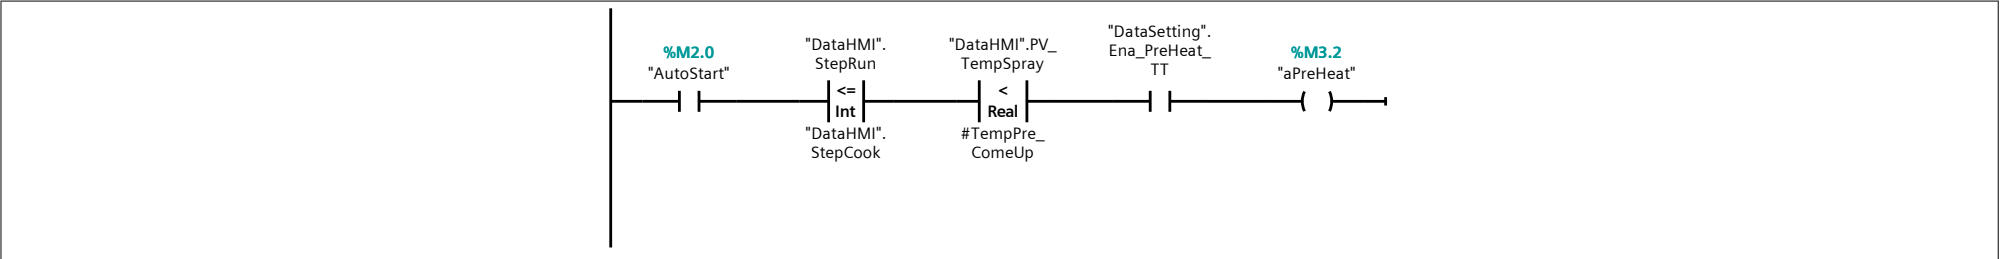 %M2.0
"AutoStart"
"DataHMI".
StepRun
<=
Int
"DataHMI".
StepCook
"DataHMI".PV_
TempSpray
<
Real
#TempPre_
ComeUp
"DataSetting".
Ena_PreHeat_
TT
%M3.2
"aPreHeat"